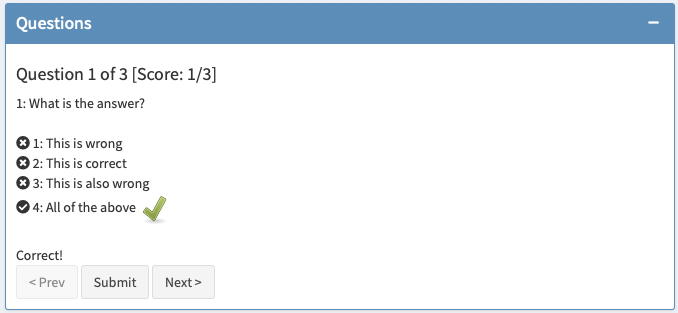 Questions
Question 1 of 3 [Score: 1/3]
1: What is the answer?
1: This is wrong
2: This is correct
3: This is also wrong
4: All of the above
Correct!
< Prev Submit Next >